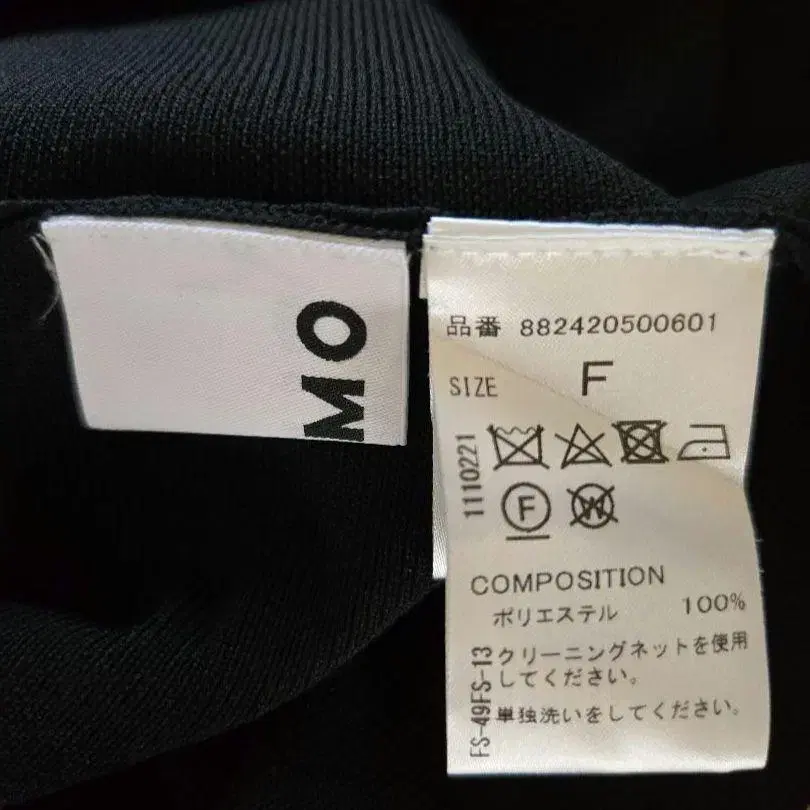 MO
品番 882420500601
SIZE F
1110221
F
W
COMPOSITION
ポリエステル 100%
クリーニングネットを使用
してください。
単独洗いをしてください。
FS-49FS-13